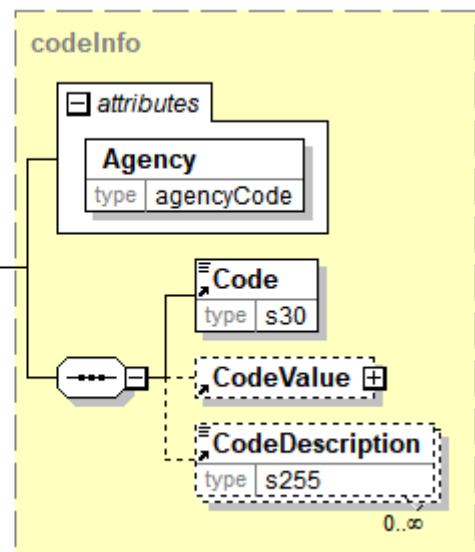 codeInfo
attributes
Agency
type agencyCode
Code
type s30
CodeValue
CodeDescription
type s255
0..∞